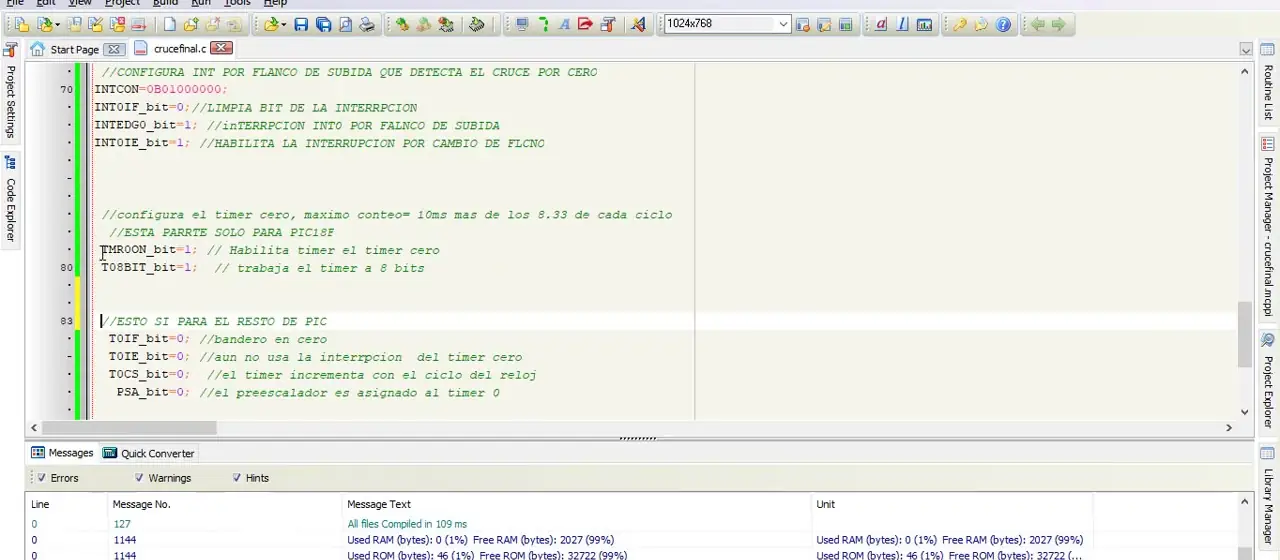 File Edit View Project Build Run Tools Help
1024x768
Start Page crucefinal.c
Project Settings
Code Explorer
//CONFIGURA INT POR FLANCO DE SUBIDA QUE DETECTA EL CRUCE POR CERO
70 INTCON=0B01000000;
INT0IF_bit=0;//LIMPIA BIT DE LA INTERRPCION
INTEDG0_bit=1; //inTERRPCION INT0 POR FALNCO DE SUBIDA
INT0IE_bit=1; //HABILITA LA INTERRUPCION POR CAMBIO DE FLCNO
//configura el timer cero, maximo conteo= 10ms mas de los 8.33 de cada ciclo
//ESTA PARRTE SOLO PARA PIC18F
TMR0ON_bit=1; // Habilita timer el timer cero
80 T08BIT_bit=1; // trabaja el timer a 8 bits
83 //ESTO SI PARA EL RESTO DE PIC
T0IF_bit=0; //bandero en cero
T0IE_bit=0; //aun no usa la interrpcion del timer cero
T0CS_bit=0; //el timer incrementa con el ciclo del reloj
PSA_bit=0; //el preescalador es asignado al timer 0
Routine List
Project Manager - crucefinal.mcppi
Project Explorer
Library Manager
Messages Quick Converter
Errors Warnings Hints
Line Message No. Message Text Unit
0 127 All files Compiled in 109 ms
0 1144 Used RAM (bytes): 0 (1%) Free RAM (bytes): 2027 (99%) Used RAM (bytes): 0 (1%) Free RAM (bytes): 2027 (99%)
0 1144 Used ROM (bytes): 46 (1%) Free ROM (bytes): 32722 (99%) Used ROM (bytes): 46 (1%) Free ROM (bytes): 32722 (...